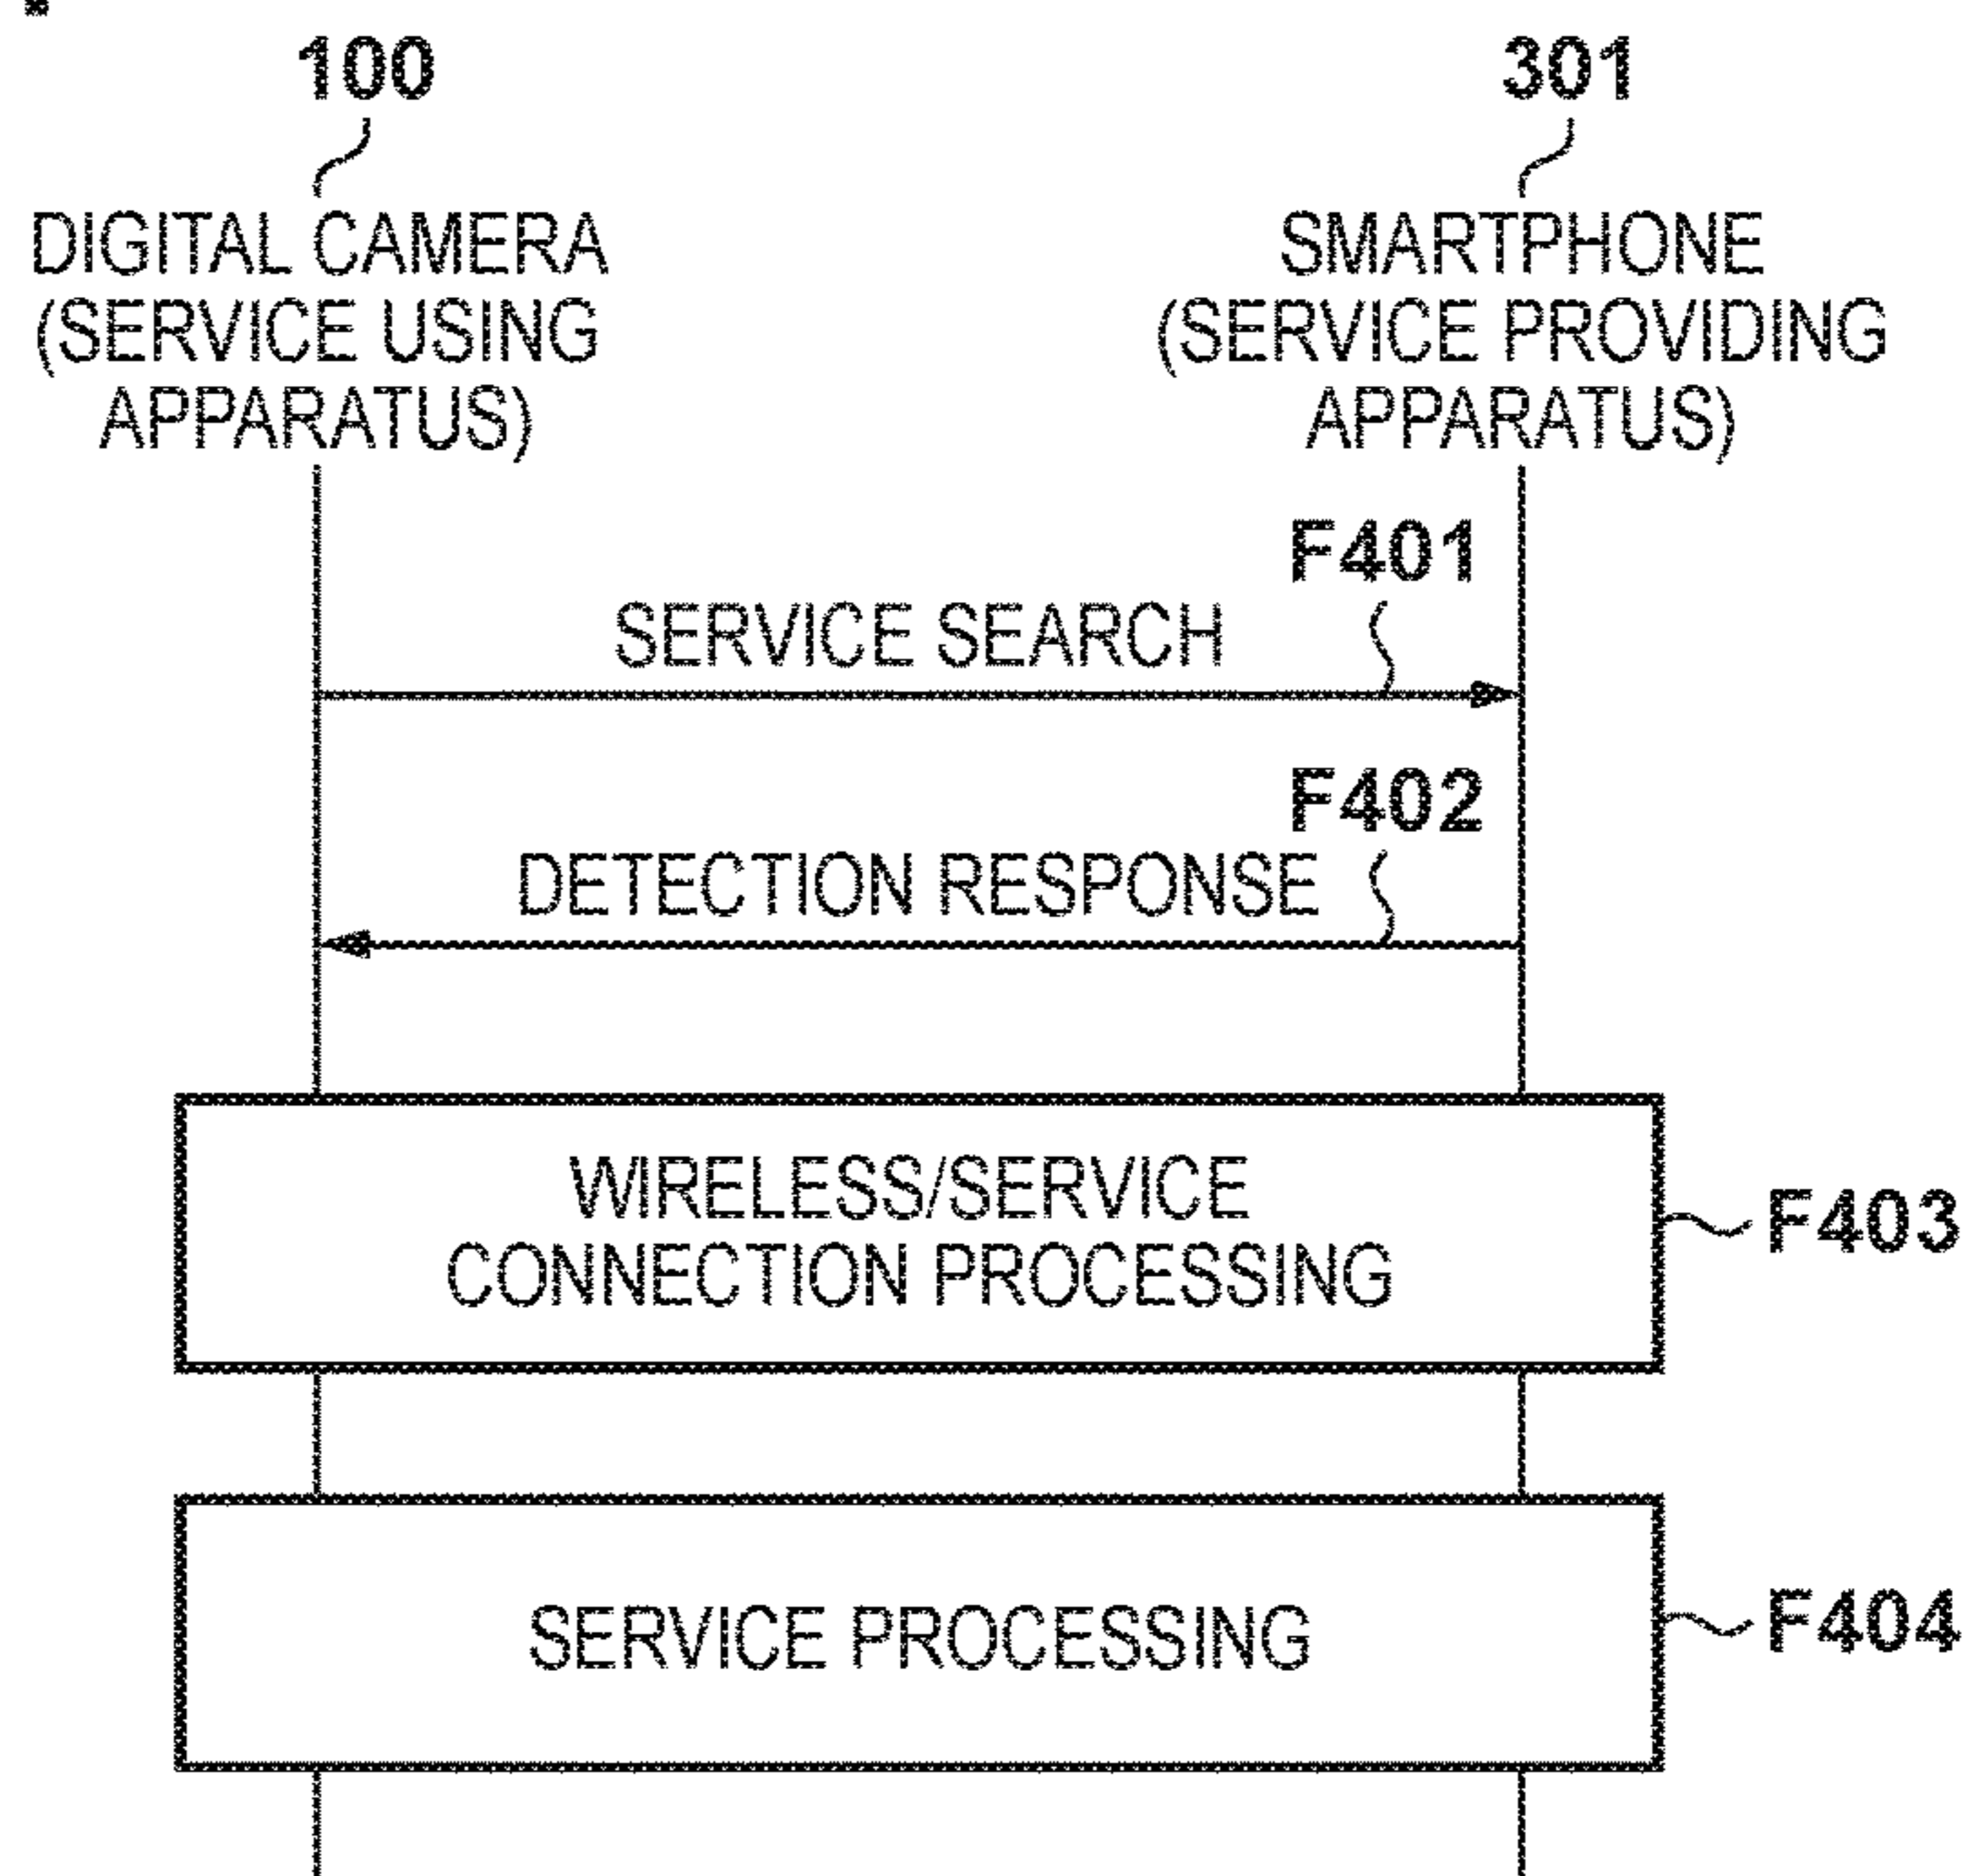 100
301
DIGITAL CAMERA
(SERVICE USING
APPARATUS)
SMARTPHONE
(SERVICE PROVIDING
APPARATUS)
F401
SERVICE SEARCH
F402
DETECTION RESPONSE
WIRELESS/SERVICE
CONNECTION PROCESSING
F403
SERVICE PROCESSING
F404